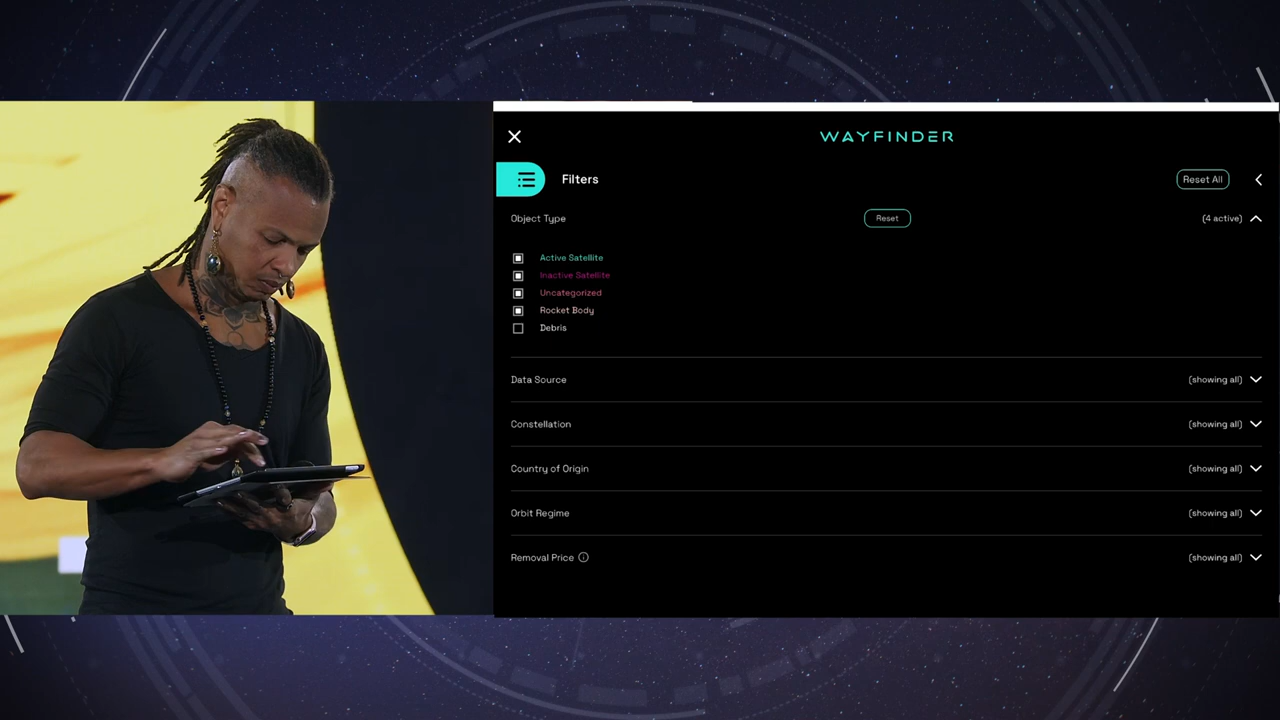 WAYFINDER
Filters
Reset All
Object Type
Reset
(4 active)
Active Satellite
Inactive Satellite
Uncategorized
Rocket Body
Debris
Data Source
(showing all)
Constellation
(showing all)
Country of Origin
(showing all)
Orbit Regime
(showing all)
Removal Price
(showing all)